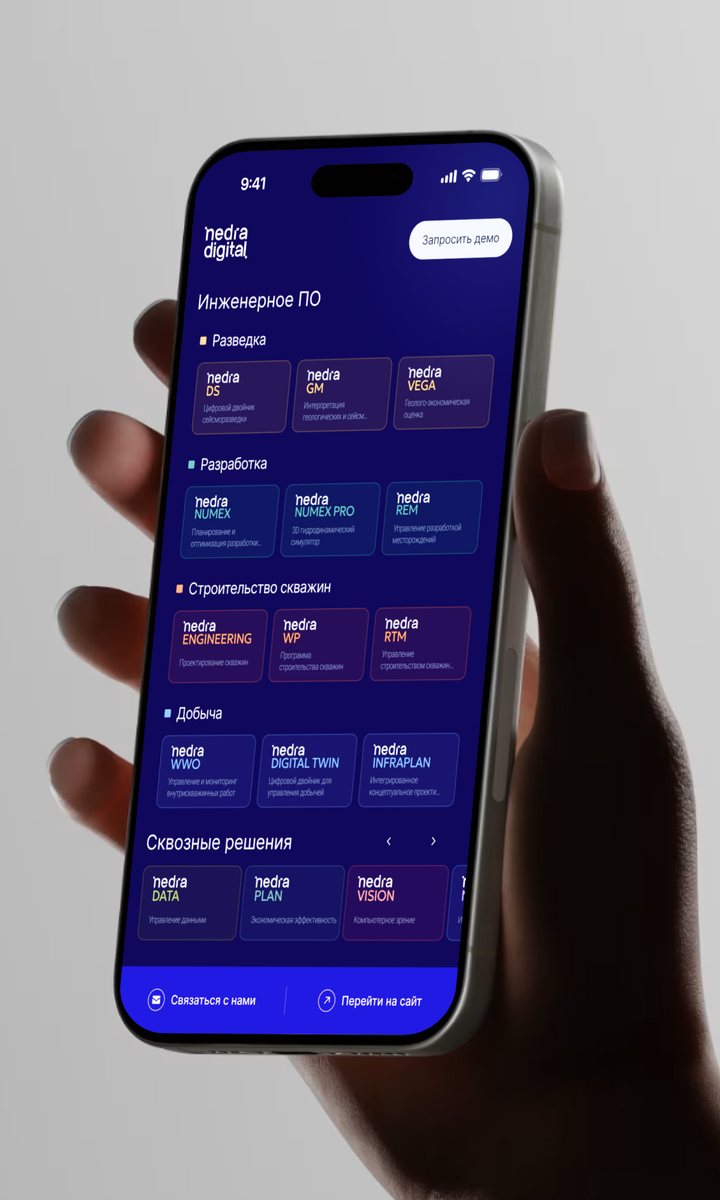 9:41
nedra
digital
Запросить демо
Инженерное ПО
Разведка
nedra
DS
Цифровой двойник
сейсморазведки
nedra
GM
Интерпретация
геологических и сейсм...
nedra
VEGA
Геолого-экономическая
оценка
Разработка
nedra
NUMEX
Планирование и
оптимизация разработки...
nedra
NUMEX PRO
3D гидродинамический
симулятор
nedra
REM
Управление разработкой
месторождений
Строительство скважин
nedra
ENGINEERING
Проектирование скважин
nedra
WP
Программа
строительства скважин
nedra
RTM
Управление
строительством скважин...
Добыча
nedra
WWO
Управление и мониторинг
внутрискважинных работ
nedra
DIGITAL TWIN
Цифровой двойник для
управления добычей
nedra
INFRAPLAN
Интегрированное
концептуальное проекти...
Сквозные решения
nedra
DATA
Управление данными
nedra
PLAN
Экономическая эффективность
nedra
VISION
Компьютерное зрение
Связаться с нами
Перейти на сайт